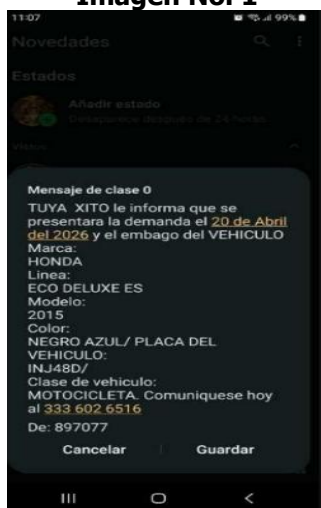 Imagen No. 1
11:07
99%
Novedades
Estados
Añadir estado
Desaparece después de 24 horas
Vistos
Mensaje de clase 0
TUYA XITO le informa que se
presentara la demanda el 20 de Abril
del 2026 y el embago del VEHICULO
Marca:
HONDA
Linea:
ECO DELUXE ES
Modelo:
2015
Color:
NEGRO AZUL/ PLACA DEL
VEHICULO:
INJ48D/
Clase de vehiculo:
MOTOCICLETA. Comuniquese hoy
al 333 602 6516
De: 897077
Cancelar Guardar